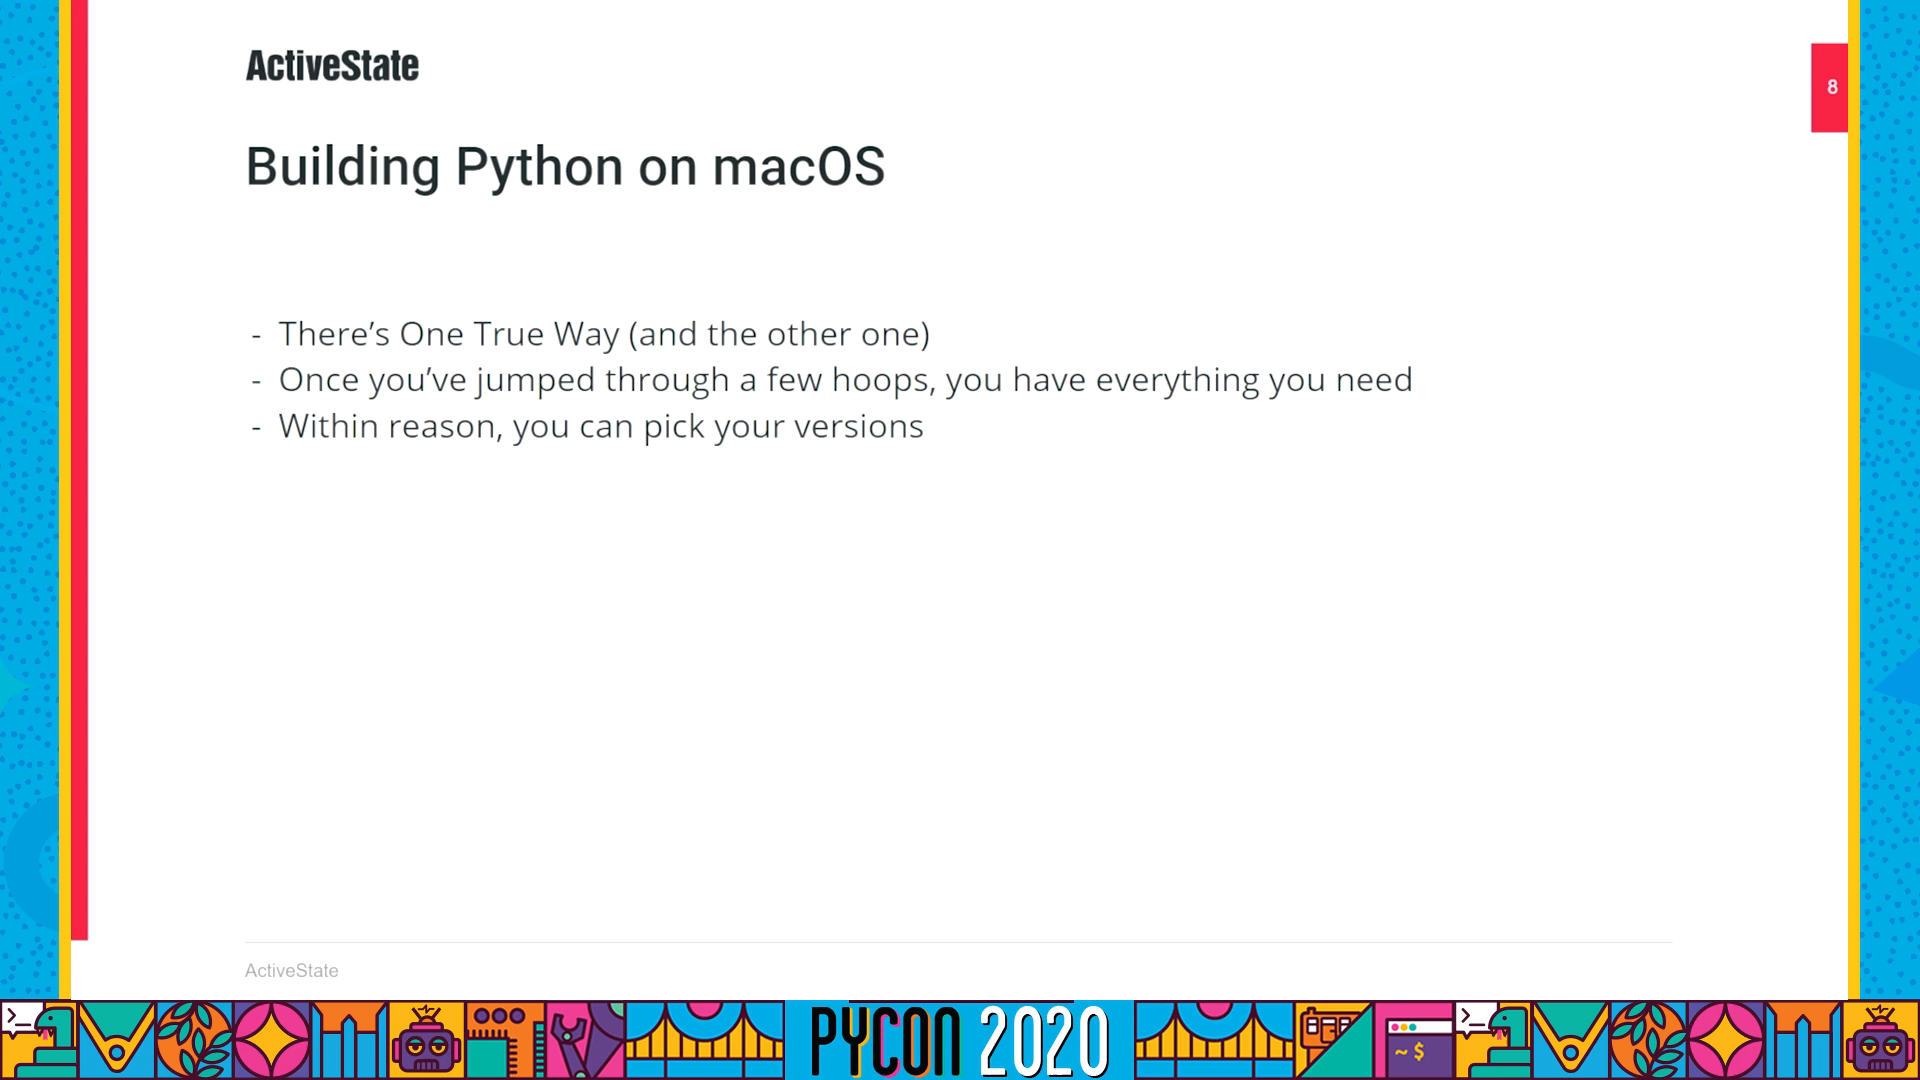 ActiveState
8
Building Python on macOS
- There’s One True Way (and the other one)
- Once you’ve jumped through a few hoops, you have everything you need
- Within reason, you can pick your versions
ActiveState
PYCON 2020
~ $